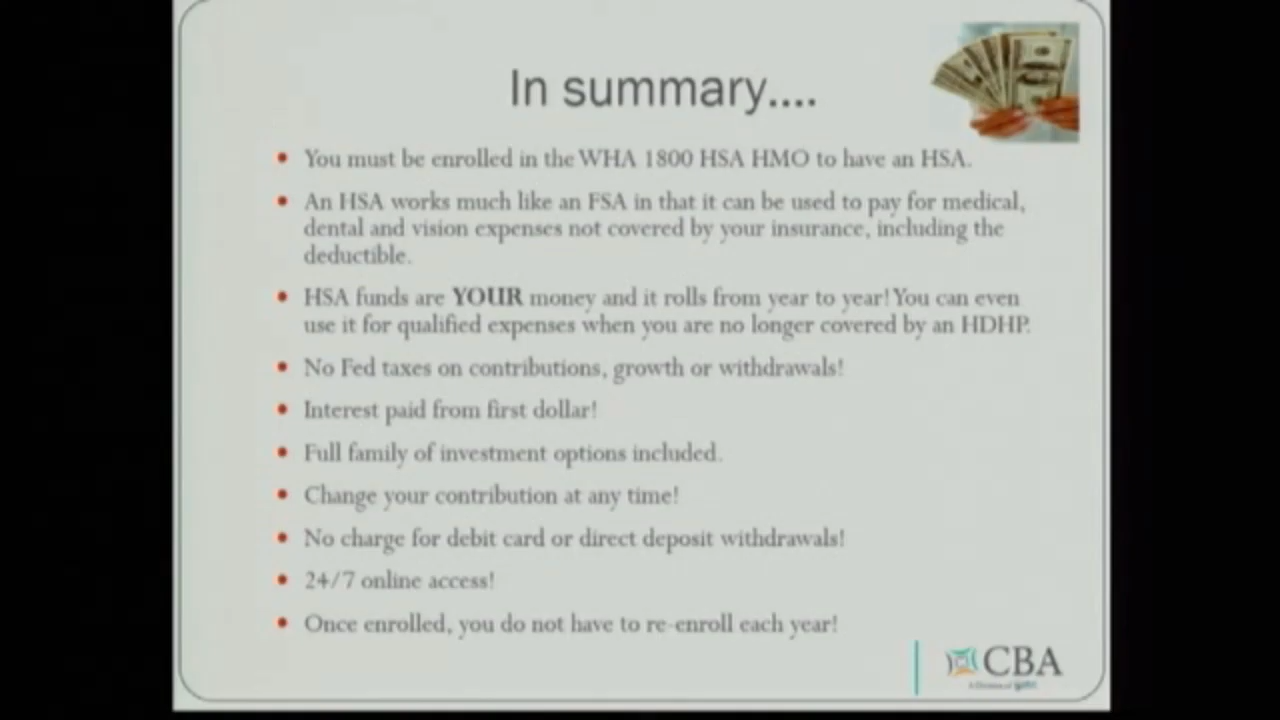 In summary....
• You must be enrolled in the WHA 1800 HSA HMO to have an HSA.
• An HSA works much like an FSA in that it can be used to pay for medical,
dental and vision expenses not covered by your insurance, including the
deductible.
• HSA funds are YOUR money and it rolls from year to year! You can even
use it for qualified expenses when you are no longer covered by an HDHP.
• No Fed taxes on contributions, growth or withdrawals!
• Interest paid from first dollar!
• Full family of investment options included.
• Change your contribution at any time!
• No charge for debit card or direct deposit withdrawals!
• 24/7 online access!
• Once enrolled, you do not have to re-enroll each year!
CBA
A Division of